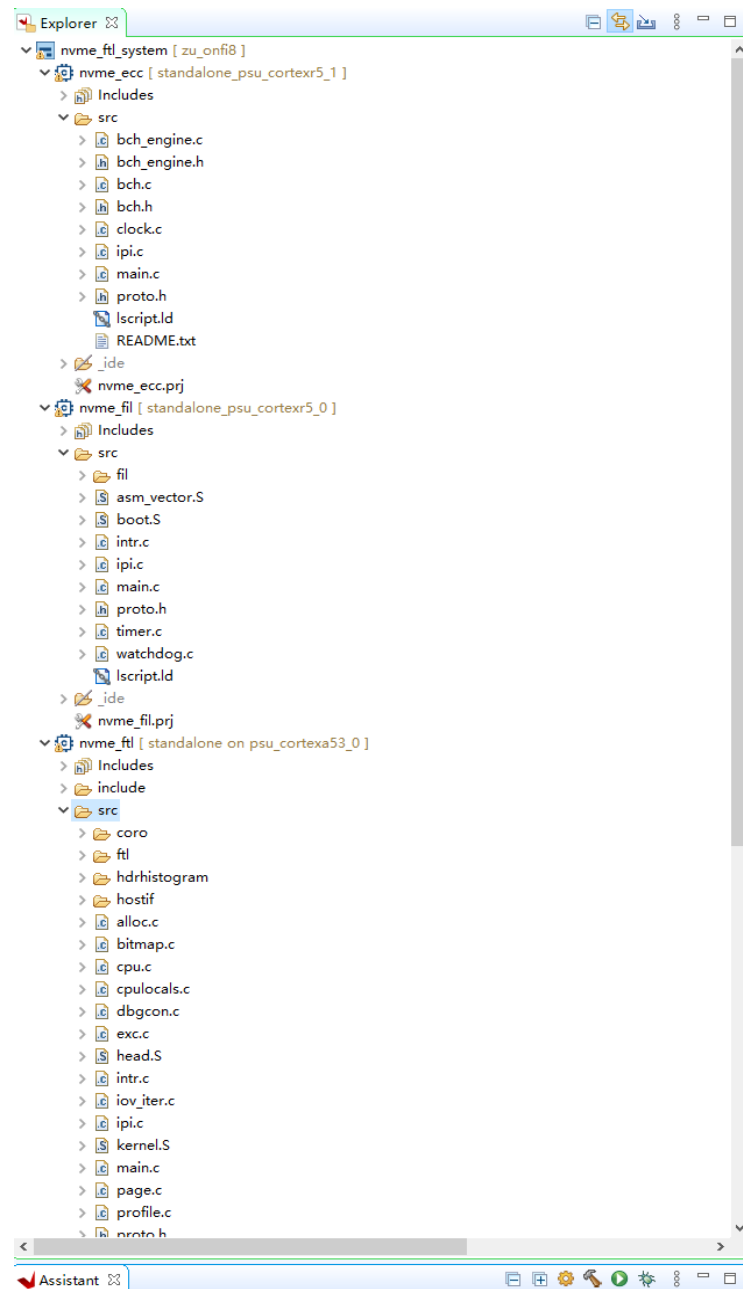 Explorer
nvme_ftl_system [ zu_onfi8 ]
nvme_ecc [ standalone_psu_cortexr5_1 ]
Includes
src
bch_engine.c
bch_engine.h
bch.c
bch.h
clock.c
ipi.c
main.c
proto.h
lscript.ld
README.txt
_ide
nvme_ecc.prj
nvme_fil [ standalone_psu_cortexr5_0 ]
Includes
src
fil
asm_vector.S
boot.S
intr.c
ipi.c
main.c
proto.h
timer.c
watchdog.c
lscript.ld
_ide
nvme_fil.prj
nvme_ftl [ standalone on psu_cortexa53_0 ]
Includes
include
src
coro
ftl
hdrhistogram
hostif
alloc.c
bitmap.c
cpu.c
cpulocals.c
dbgcon.c
exc.c
head.S
intr.c
iov_iter.c
ipi.c
kernel.S
main.c
page.c
profile.c
proto.h
Assistant